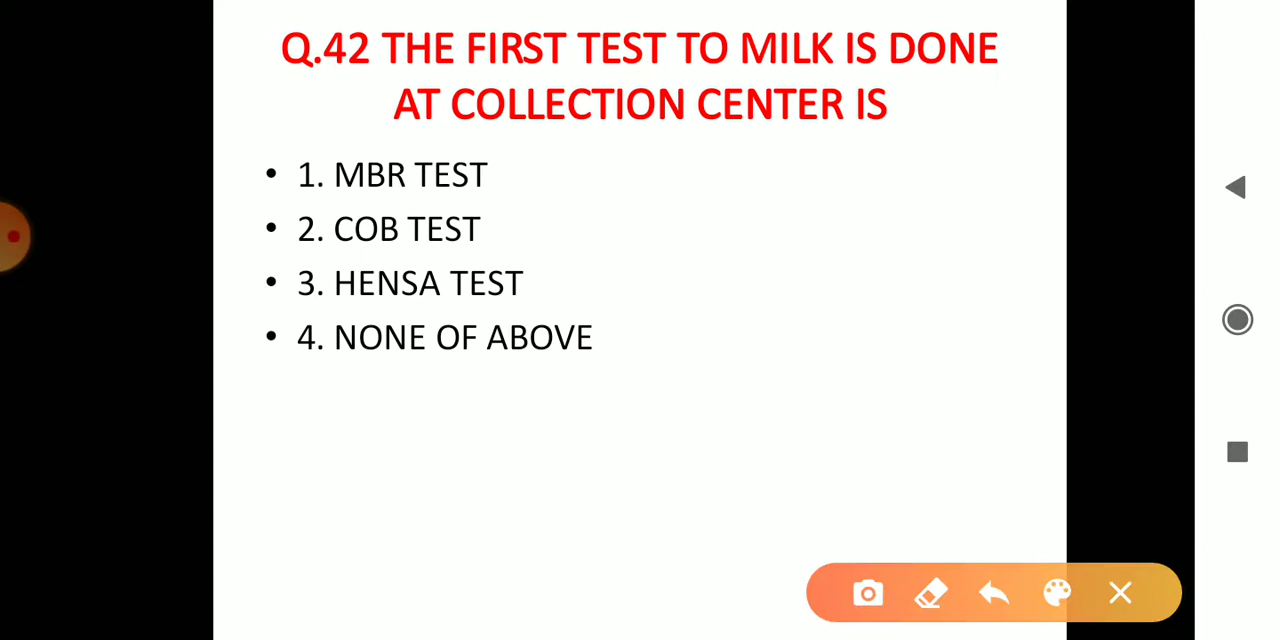 Q.42 THE FIRST TEST TO MILK IS DONE
AT COLLECTION CENTER IS
• 1. MBR TEST
• 2. COB TEST
• 3. HENSA TEST
• 4. NONE OF ABOVE